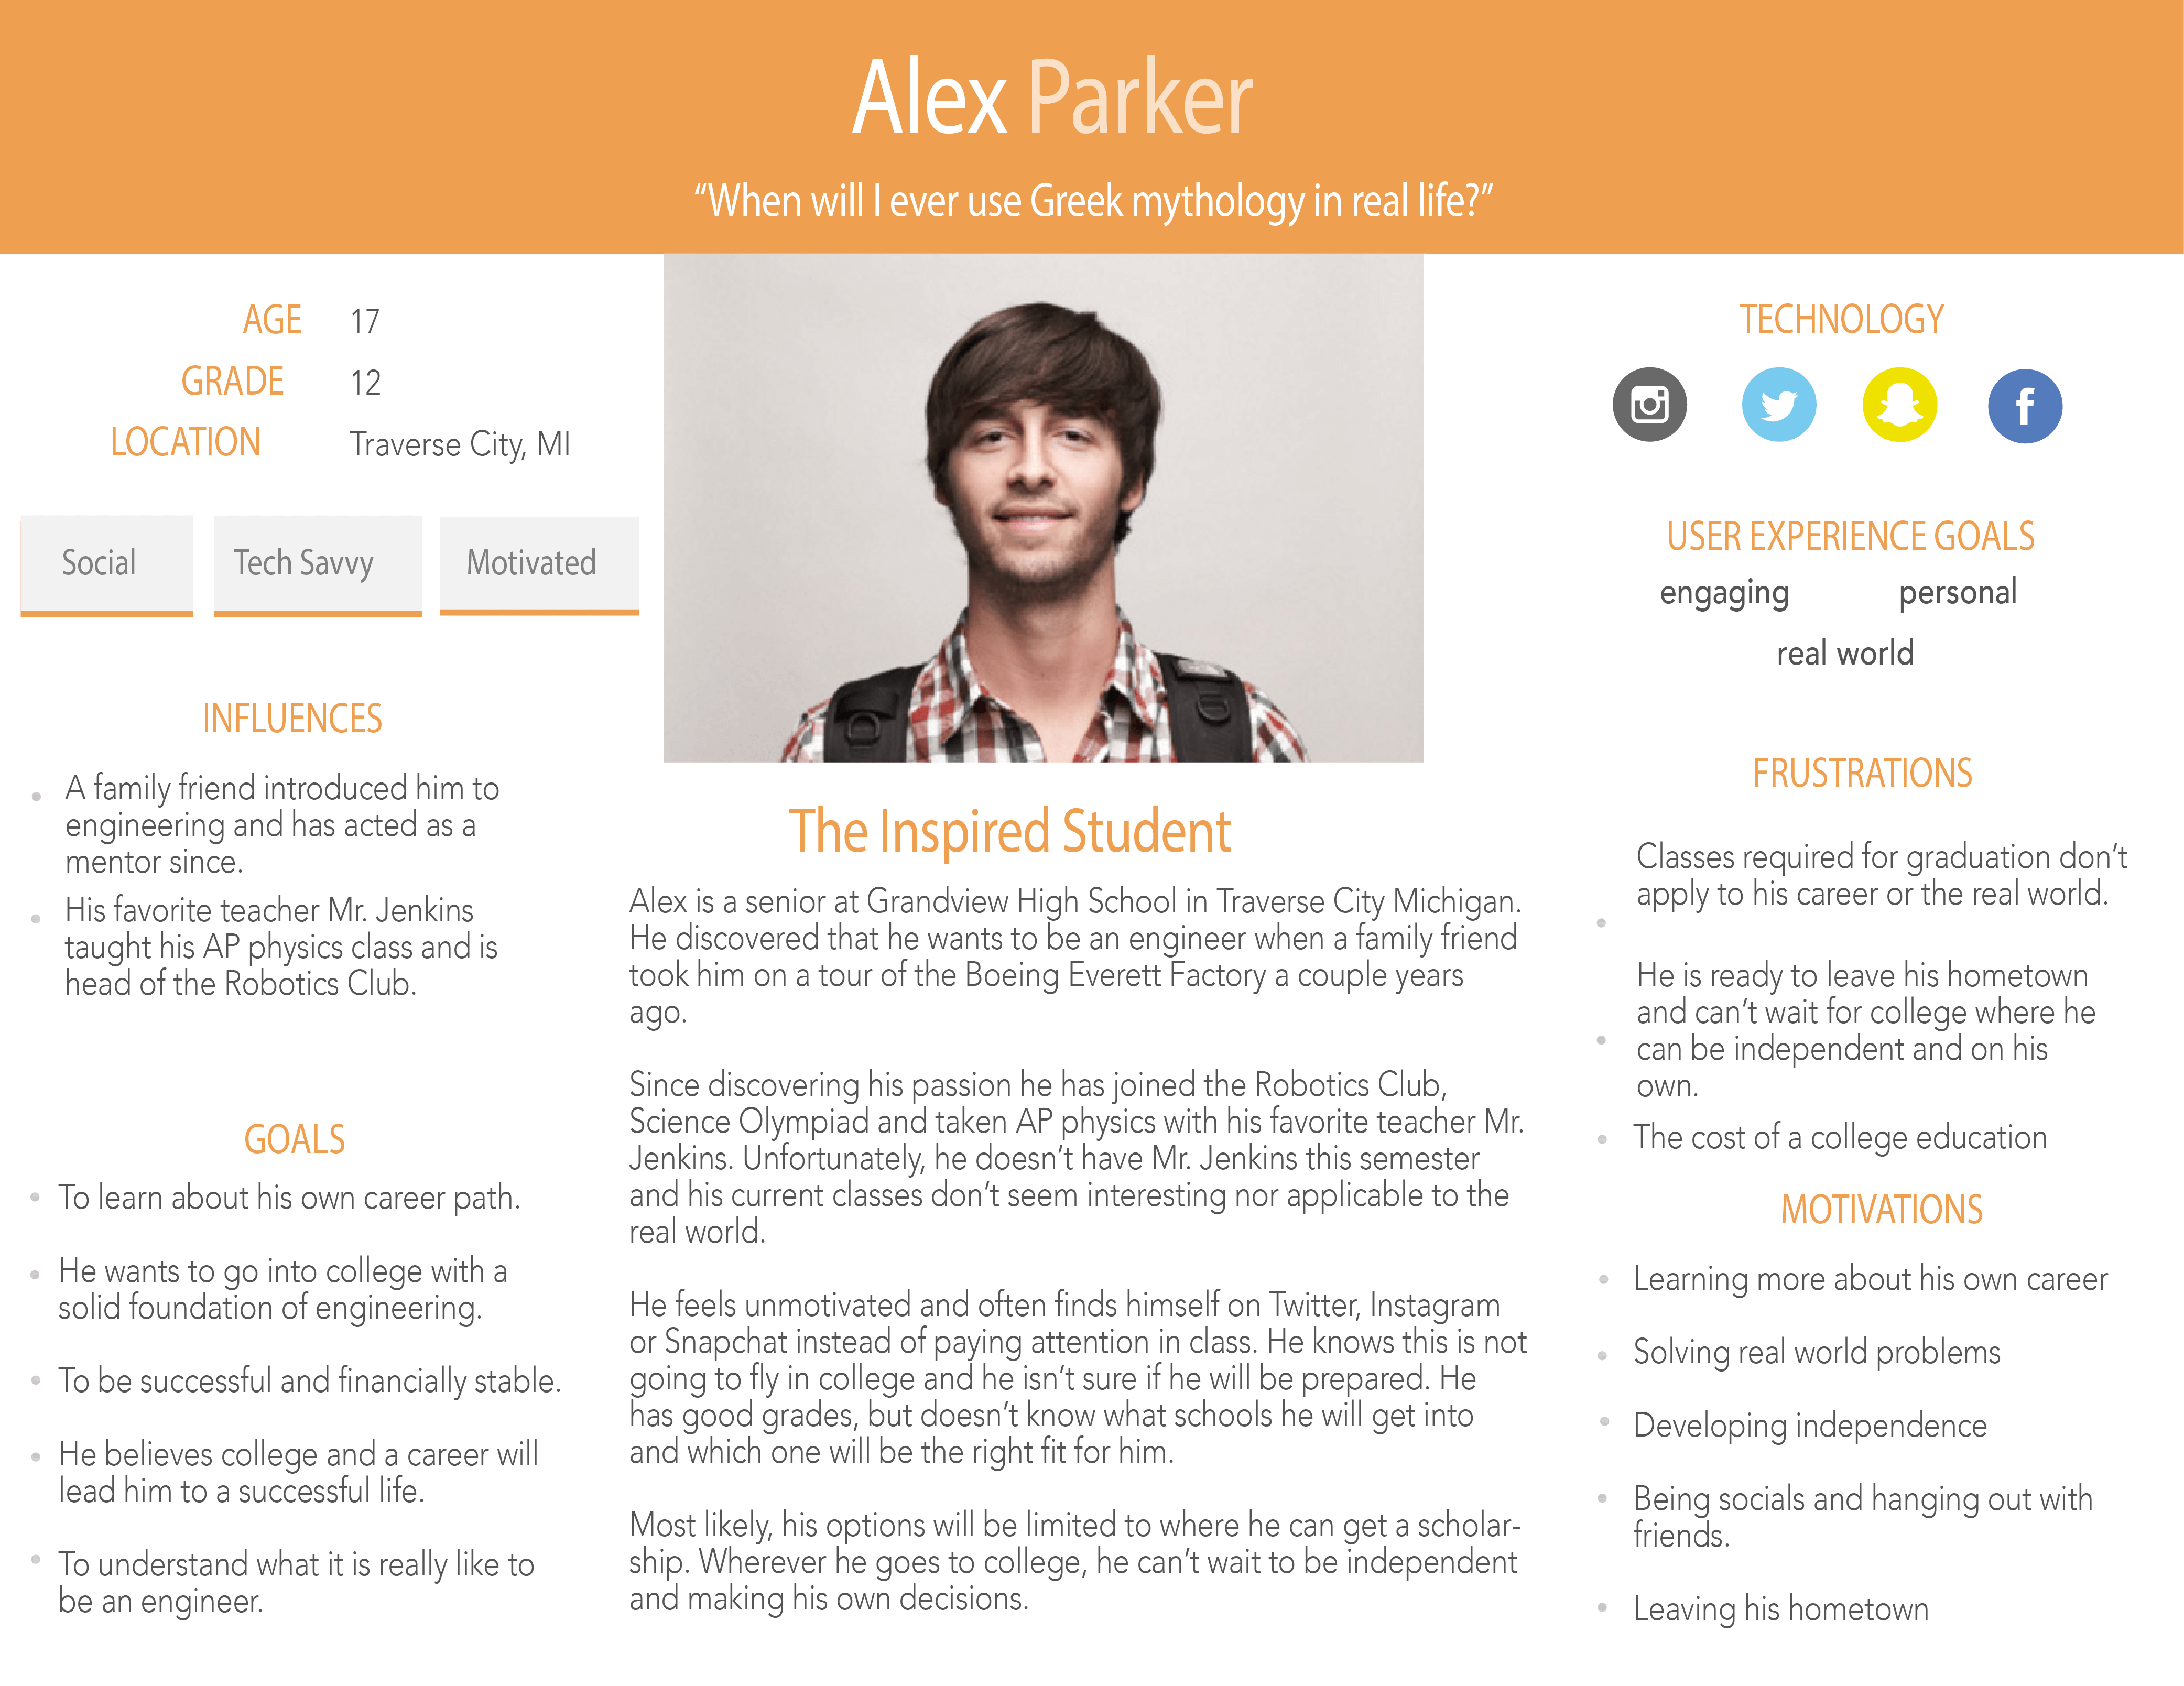 Alex Parker
“When will I ever use Greek mythology in real life?”
AGE 17
GRADE 12
LOCATION Traverse City, MI
Social
Tech Savvy
Motivated
INFLUENCES
A family friend introduced him to
engineering and has acted as a
mentor since.
His favorite teacher Mr. Jenkins
taught his AP physics class and is
head of the Robotics Club.
GOALS
To learn about his own career path.
He wants to go into college with a
solid foundation of engineering.
To be successful and financially stable.
He believes college and a career will
lead him to a successful life.
To understand what it is really like to
be an engineer.
The Inspired Student
Alex is a senior at Grandview High School in Traverse City Michigan.
He discovered that he wants to be an engineer when a family friend
took him on a tour of the Boeing Everett Factory a couple years
ago.
Since discovering his passion he has joined the Robotics Club,
Science Olympiad and taken AP physics with his favorite teacher Mr.
Jenkins. Unfortunately, he doesn’t have Mr. Jenkins this semester
and his current classes don’t seem interesting nor applicable to the
real world.
He feels unmotivated and often finds himself on Twitter, Instagram
or Snapchat instead of paying attention in class. He knows this is not
going to fly in college and he isn’t sure if he will be prepared. He
has good grades, but doesn’t know what schools he will get into
and which one will be the right fit for him.
Most likely, his options will be limited to where he can get a scholar-
ship. Wherever he goes to college, he can’t wait to be independent
and making his own decisions.
TECHNOLOGY
USER EXPERIENCE GOALS
engaging personal
real world
FRUSTRATIONS
Classes required for graduation don’t
apply to his career or the real world.
He is ready to leave his hometown
and can’t wait for college where he
can be independent and on his
own.
The cost of a college education
MOTIVATIONS
Learning more about his own career
Solving real world problems
Developing independence
Being socials and hanging out with
friends.
Leaving his hometown